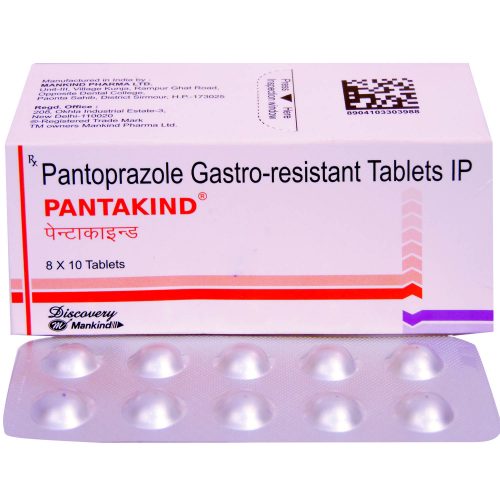 Manufactured in India by
MANKIND PHARMA LTD.
Unit-III, Village Kunja, Rampur Ghat Road,
Opposite Dental College,
Paonta Sahib, District Sirmour, H.P.-173025
Regd. Office :
208, Okhla Industrial Estate-3,
New Delhi-110020
®-Registered Trade Mark
TM owners Mankind Pharma Ltd.
Press Here
Inspection window
8904103303988
Rx
Pantoprazole Gastro-resistant Tablets IP
PANTAKIND®
पेन्टाकाइन्ड
8 X 10 Tablets
Discovery
Mankind